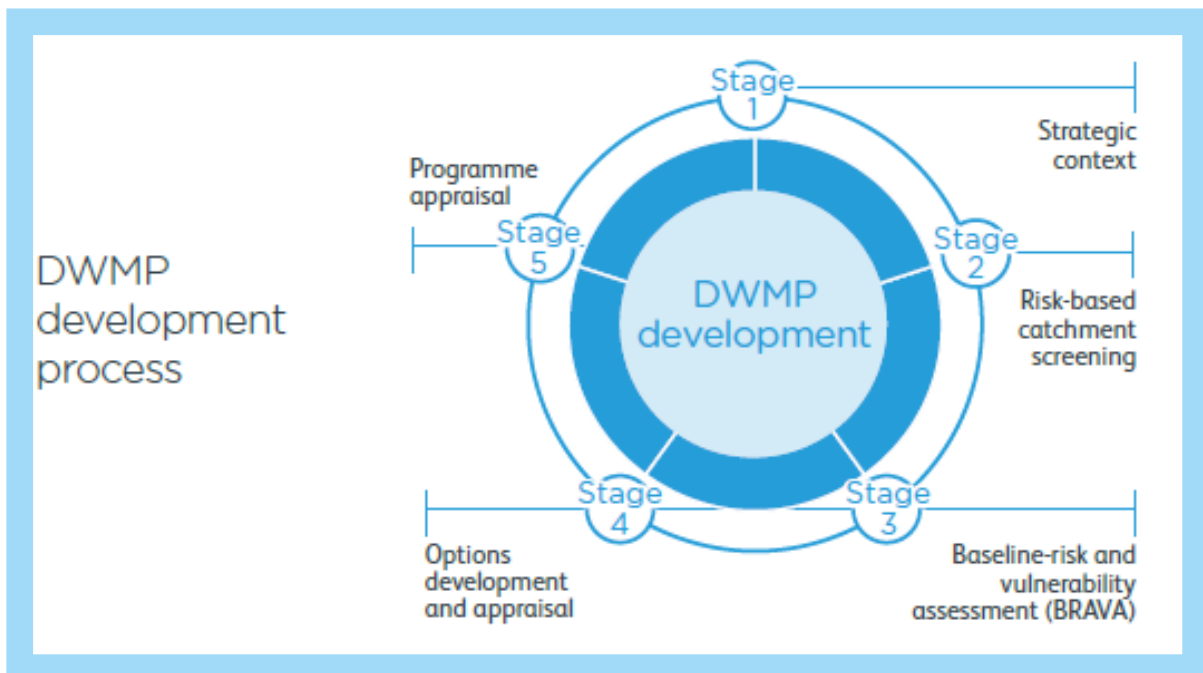 DWMP
development
process
Stage
1
Strategic
context
Stage
2
Risk-based
catchment
screening
Stage
3
Baseline-risk and
vulnerability
assessment (BRAVA)
Stage
4
Options
development
and appraisal
Stage
5
Programme
appraisal
DWMP
development